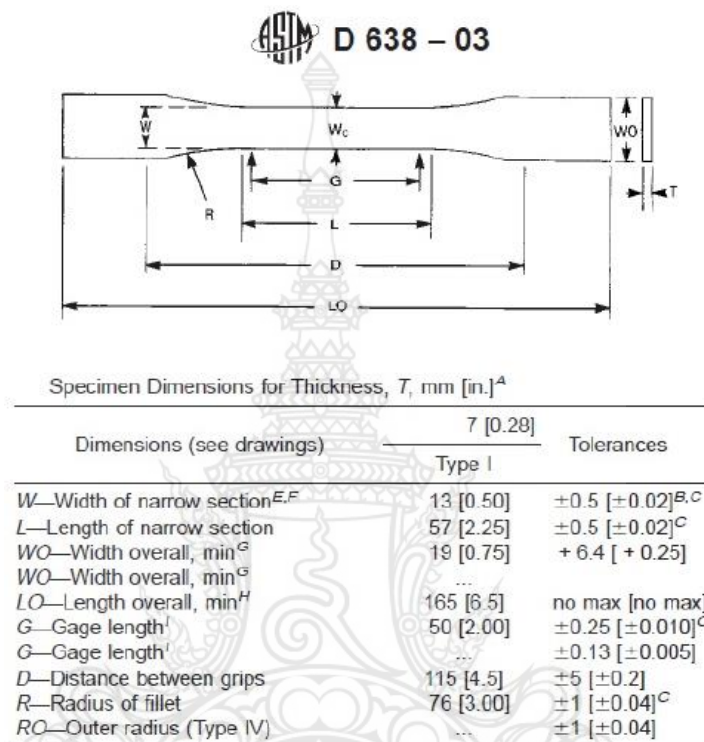 ASTM D 638 – 03
W
Wc
WO
G
T
R
L
D
LO
Specimen Dimensions for Thickness, T, mm [in.]A
Dimensions (see drawings) 7 [0.28] Tolerances
Type I
W—Width of narrow sectionE,F 13 [0.50] ±0.5 [±0.02]B,C
L—Length of narrow section 57 [2.25] ±0.5 [±0.02]C
WO—Width overall, minG 19 [0.75] + 6.4 [ + 0.25]
WO—Width overall, minG ...
LO—Length overall, minH 165 [6.5] no max [no max]
G—Gage lengthI 50 [2.00] ±0.25 [±0.010]C
G—Gage lengthI ... ±0.13 [±0.005]
D—Distance between grips 115 [4.5] ±5 [±0.2]
R—Radius of fillet 76 [3.00] ±1 [±0.04]C
RO—Outer radius (Type IV) ... ±1 [±0.04]